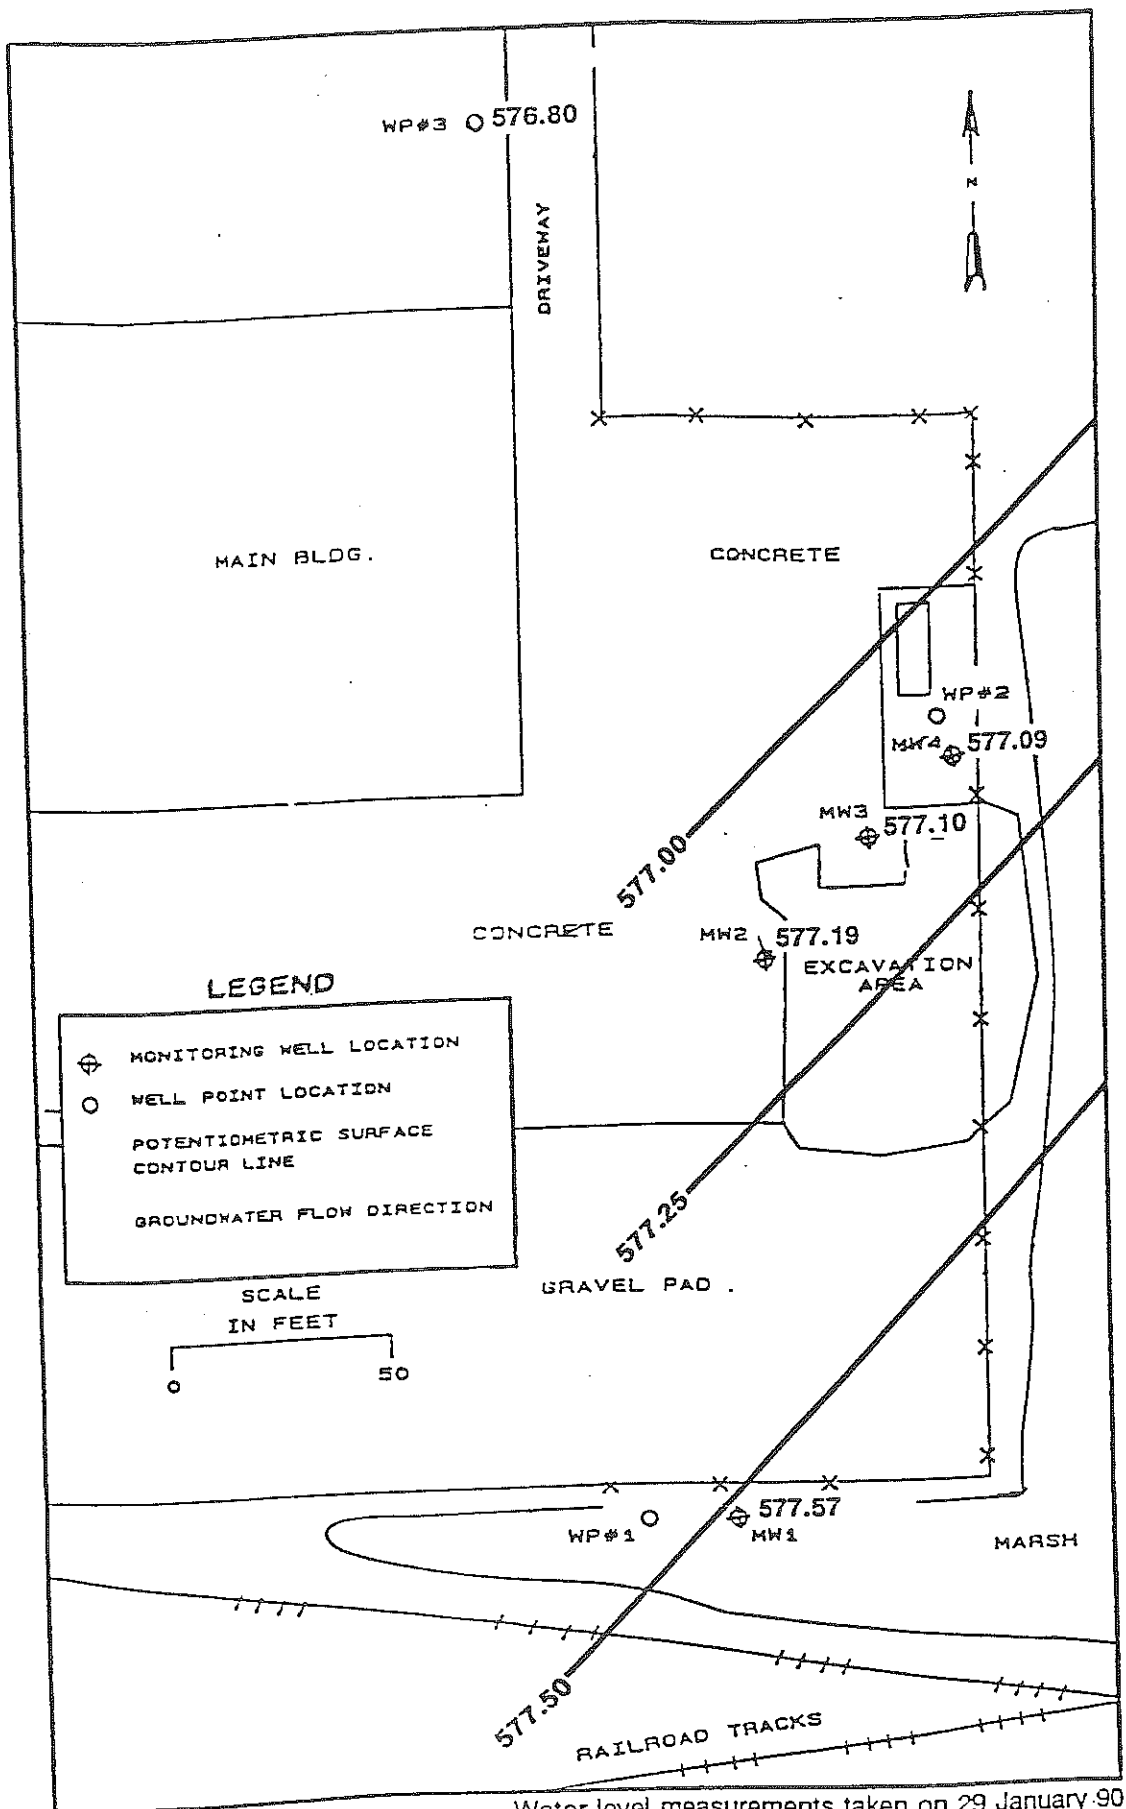 WP#3 576.80
N
DRIVEWAY
MAIN BLDG.
CONCRETE
WP#2
MW4 577.09
MW3 577.10
577.00
CONCRETE
MW2 577.19
EXCAVATION
AREA
LEGEND
MONITORING WELL LOCATION
WELL POINT LOCATION
POTENTIOMETRIC SURFACE
CONTOUR LINE
GROUNDWATER FLOW DIRECTION
577.25
GRAVEL PAD .
SCALE
IN FEET
0 50
577.57
WP#1 MW1
MARSH
577.50
RAILROAD TRACKS
Water level measurements taken on 29 January 90